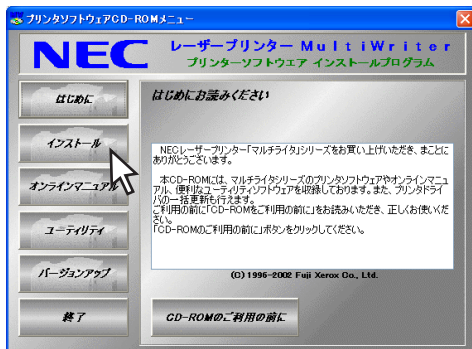 プリンタソフトウェアCD-ROMメニュー
NEC
レーザープリンター MultiWriter
プリンターソフトウエア インストールプログラム
はじめに
インストール
オンラインマニュアル
ユーティリティ
バージョンアップ
終了
はじめにお読みください
NECレーザープリンター「マルチライタ」シリーズをお買い上げいただき、まことに
ありがとうございます。
本CD-ROMには、マルチライタシリーズのプリンタソフトウェアやオンラインマニュ
アル、便利なユーティリティソフトウェアを収録しております。また、プリンタドライ
バの一括更新も行えます。
ご利用の前に「CD-ROMをご利用の前に」をお読みいただき、正しくお使いくだ
さい。
「CD-ROMのご利用の前に」ボタンをクリックしてください。
(C) 1996-2002 Fuji Xerox Co., Ltd.
CD-ROMのご利用の前に